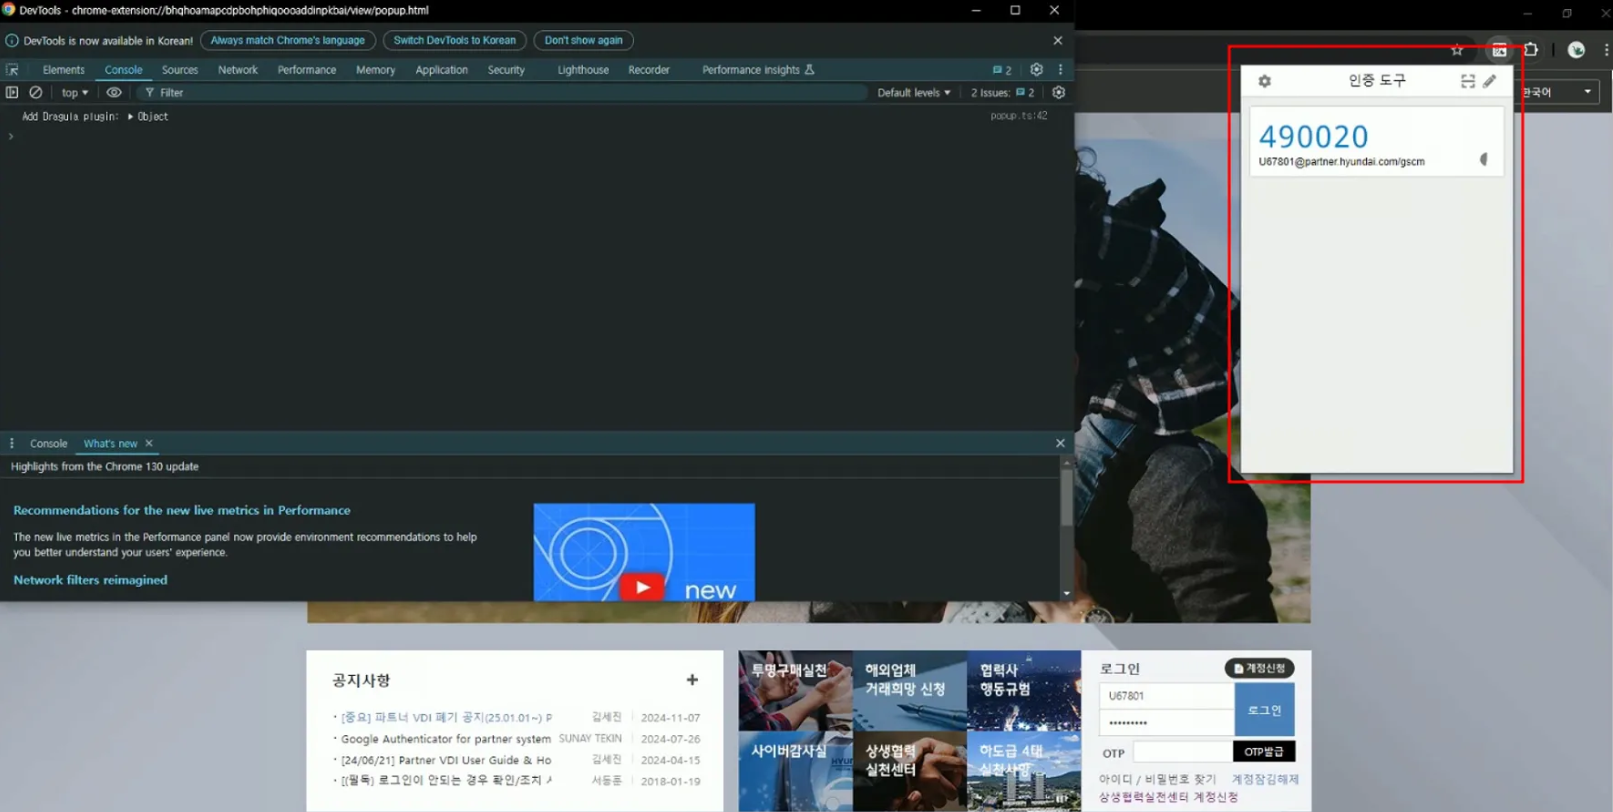 DevTools - chrome-extension://bhghoamapcdpbohphigoooaddinpkbai/view/popup.html
DevTools is now available in Korean!
Always match Chrome's language
Switch DevTools to Korean
Don't show again
Elements
Console
Sources
Network
Performance
Memory
Application
Security
Lighthouse
Recorder
Performance insights
2
top
Filter
Default levels
2 Issues:
2
Add Dragula plugin: ▶ Object
popup.ts:42
>
Console
What's new
Highlights from the Chrome 130 update
Recommendations for the new live metrics in Performance
The new live metrics in the Performance panel now provide environment recommendations to help
you better understand your users' experience.
Network filters reimagined
new
인증 도구
490020
U67801@partner.hyundai.com/gscm
한국어
공지사항
+
· [중요] 파트너 VDI 폐기 공지(25.01.01~) P 김세진 2024-11-07
· Google Authenticator for partner system SUNAY TEKIN 2024-07-26
· [24/06/21] Partner VDI User Guide & Ho 김세진 2024-04-15
· [(필독) 로그인이 안되는 경우 확인/조치 서동훈 2018-01-19
투명구매실천
해외업체
거래희망 신청
협력사
행동규범
사이버감사실
상생협력
실천센터
하도급 4대
실천사항
로그인
계정신청
U67801
•••••••••
로그인
OTP
OTP발급
아이디 / 비밀번호 찾기
계정잠김해제
상생협력실천센터 계정신청